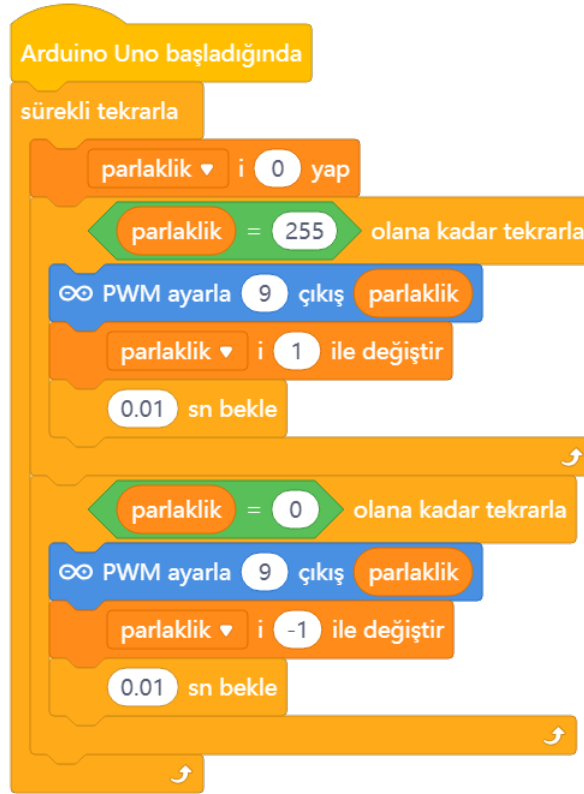 Arduino Uno başladığında
sürekli tekrarla
parlaklik i 0 yap
parlaklik = 255 olana kadar tekrarla
PWM ayarla 9 çıkış parlaklik
parlaklik i 1 ile değiştir
0.01 sn bekle
parlaklik = 0 olana kadar tekrarla
PWM ayarla 9 çıkış parlaklik
parlaklik i -1 ile değiştir
0.01 sn bekle